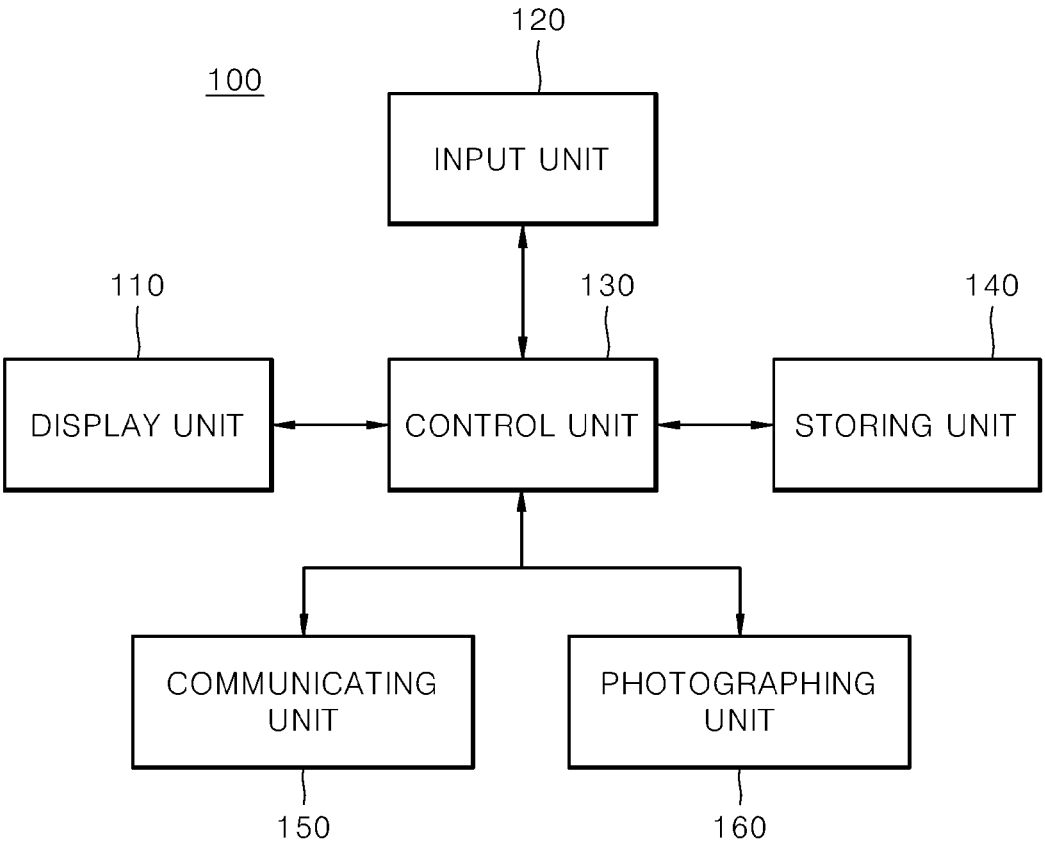 120
100
INPUT UNIT
110
130
140
DISPLAY UNIT
CONTROL UNIT
STORING UNIT
COMMUNICATING
UNIT
PHOTOGRAPHING
UNIT
150
160